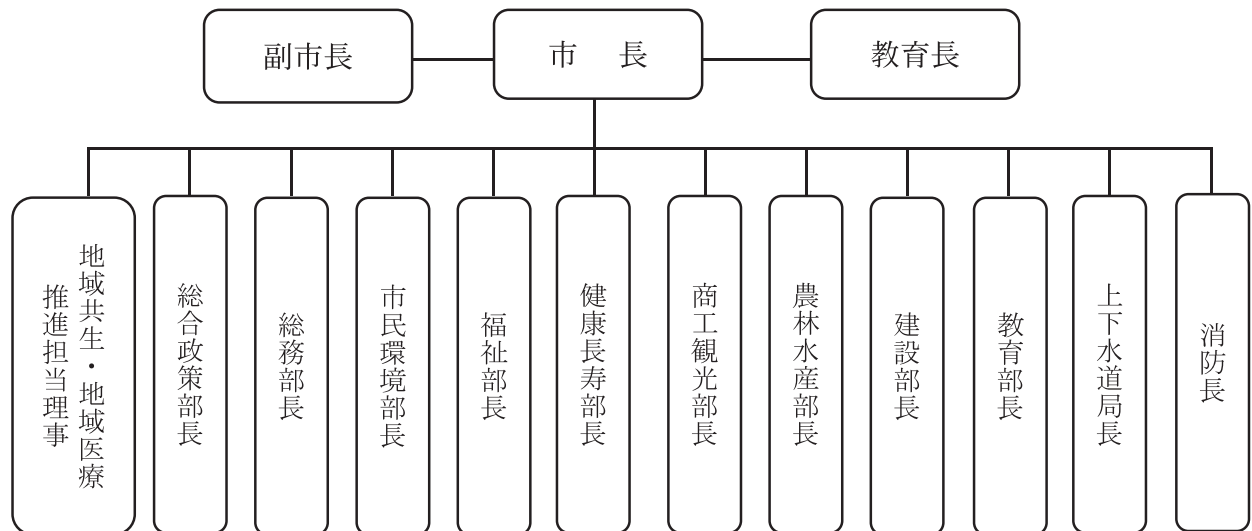 副市長
市　長
教育長
地域共生・地域医療
推進担当理事
総合政策部長
総務部長
市民環境部長
福祉部長
健康長寿部長
商工観光部長
農林水産部長
建設部長
教育部長
上下水道局長
消防長